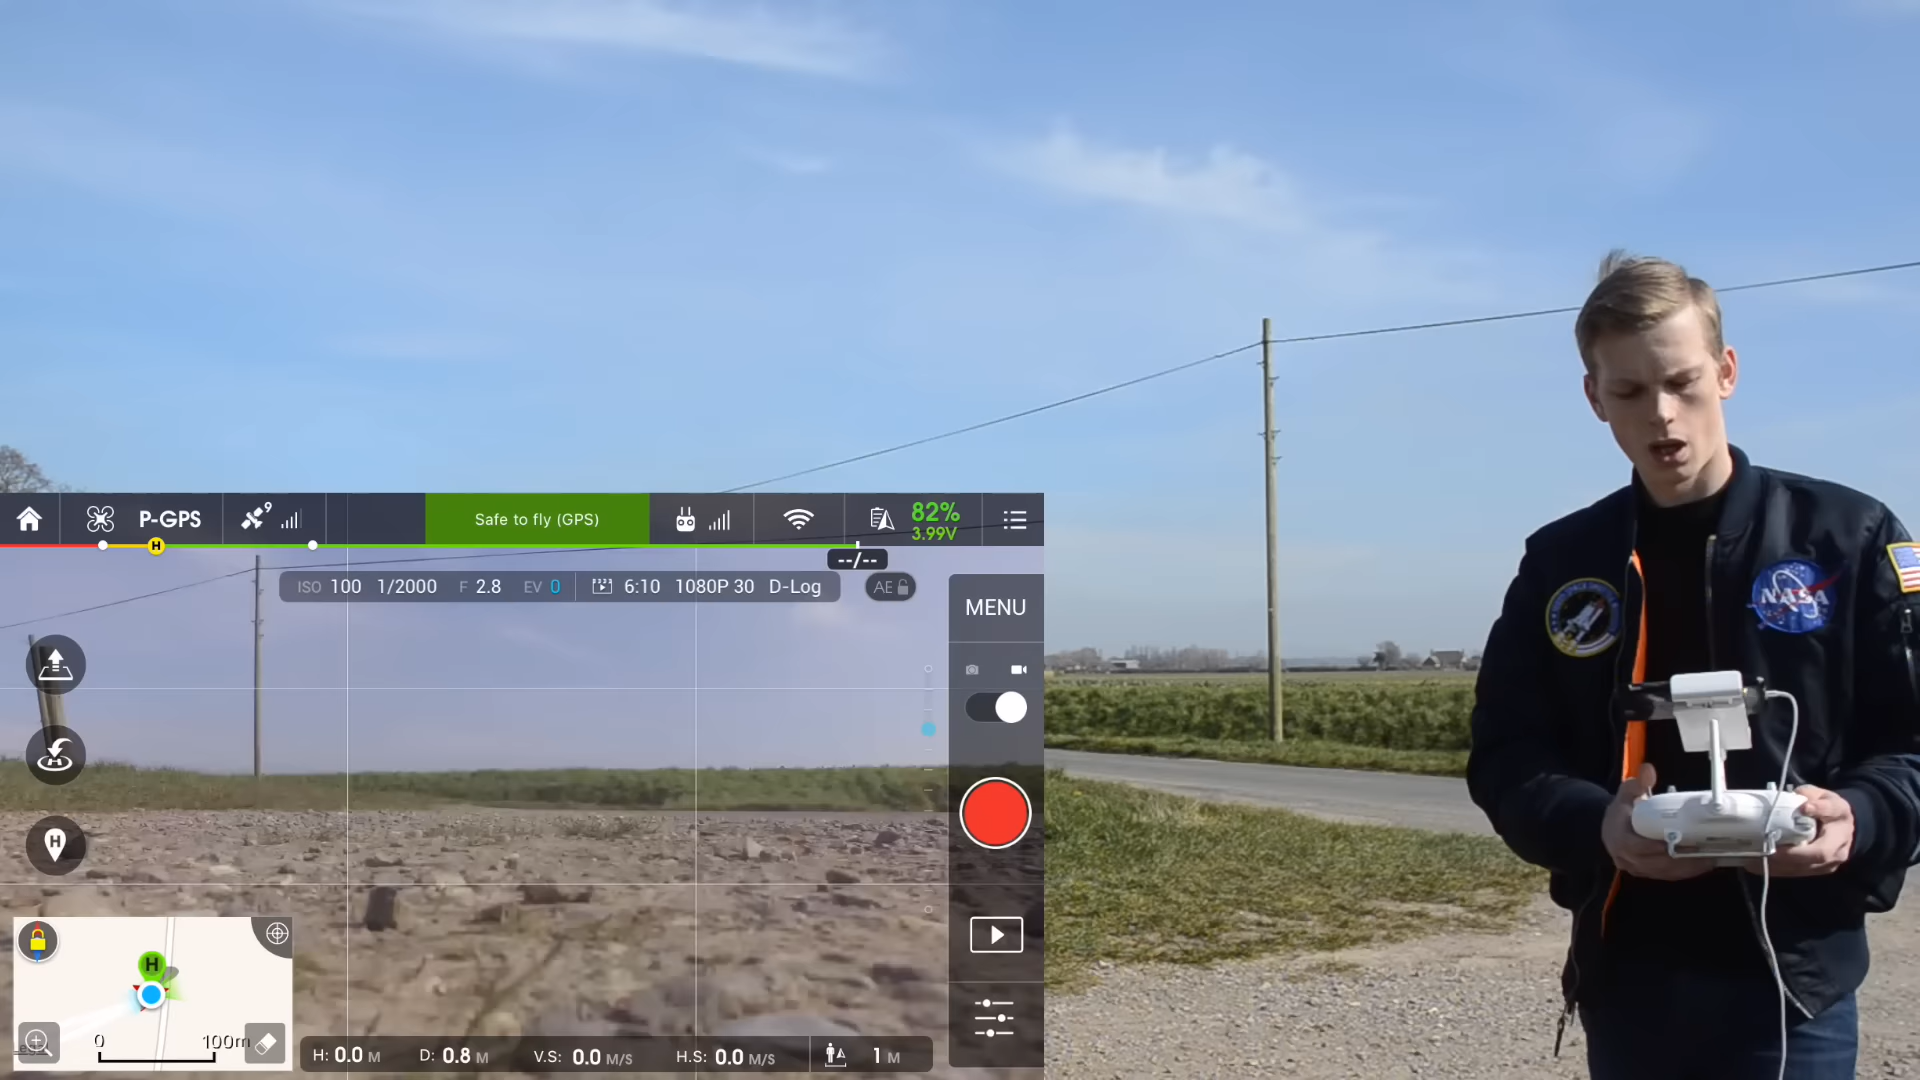 P-GPS
9
Safe to fly (GPS)
82%
3.99V
H
--/--
ISO 100 1/2000 F 2.8 EV 0 6:10 1080P 30 D-Log
AE
MENU
H
H
0 100m
H: 0.0 M D: 0.8 M V.S: 0.0 M/S H.S: 0.0 M/S 1 M
NASA